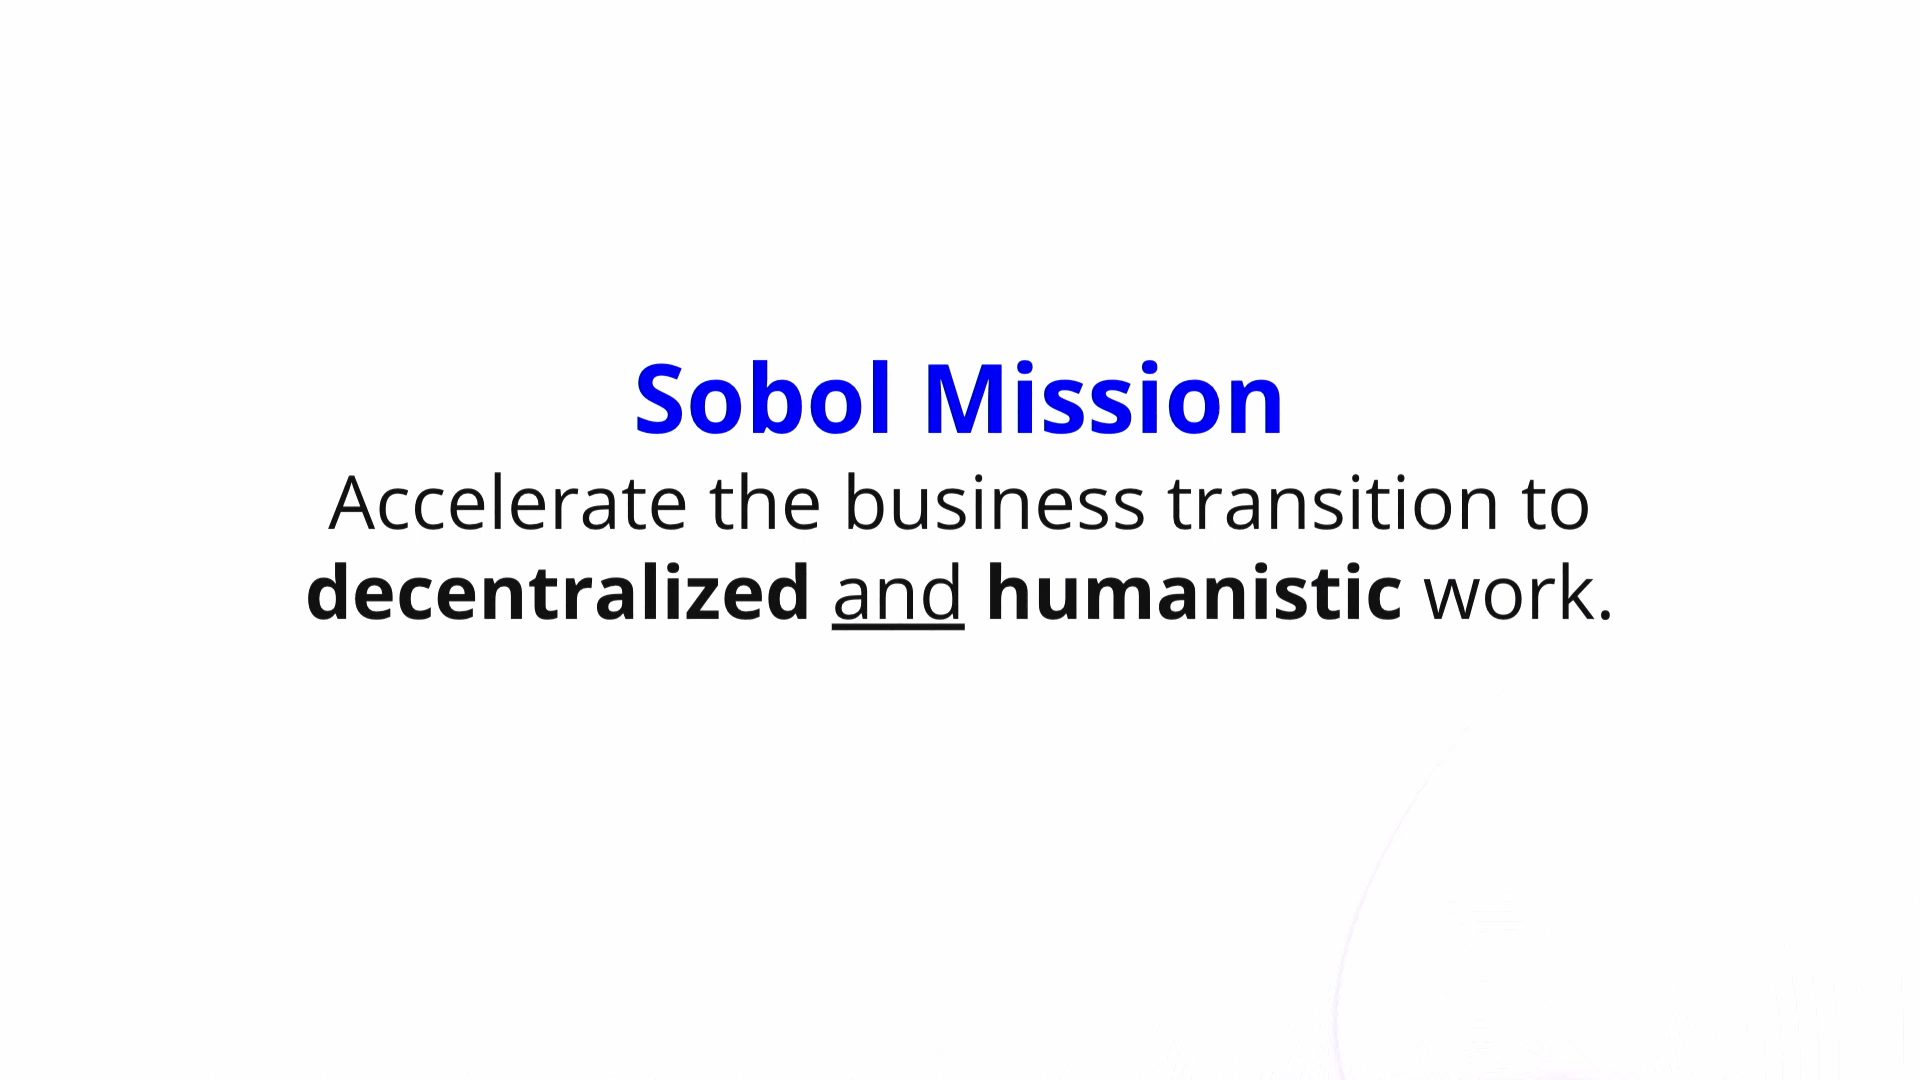 Sobol Mission
Accelerate the business transition to
decentralized and humanistic work.